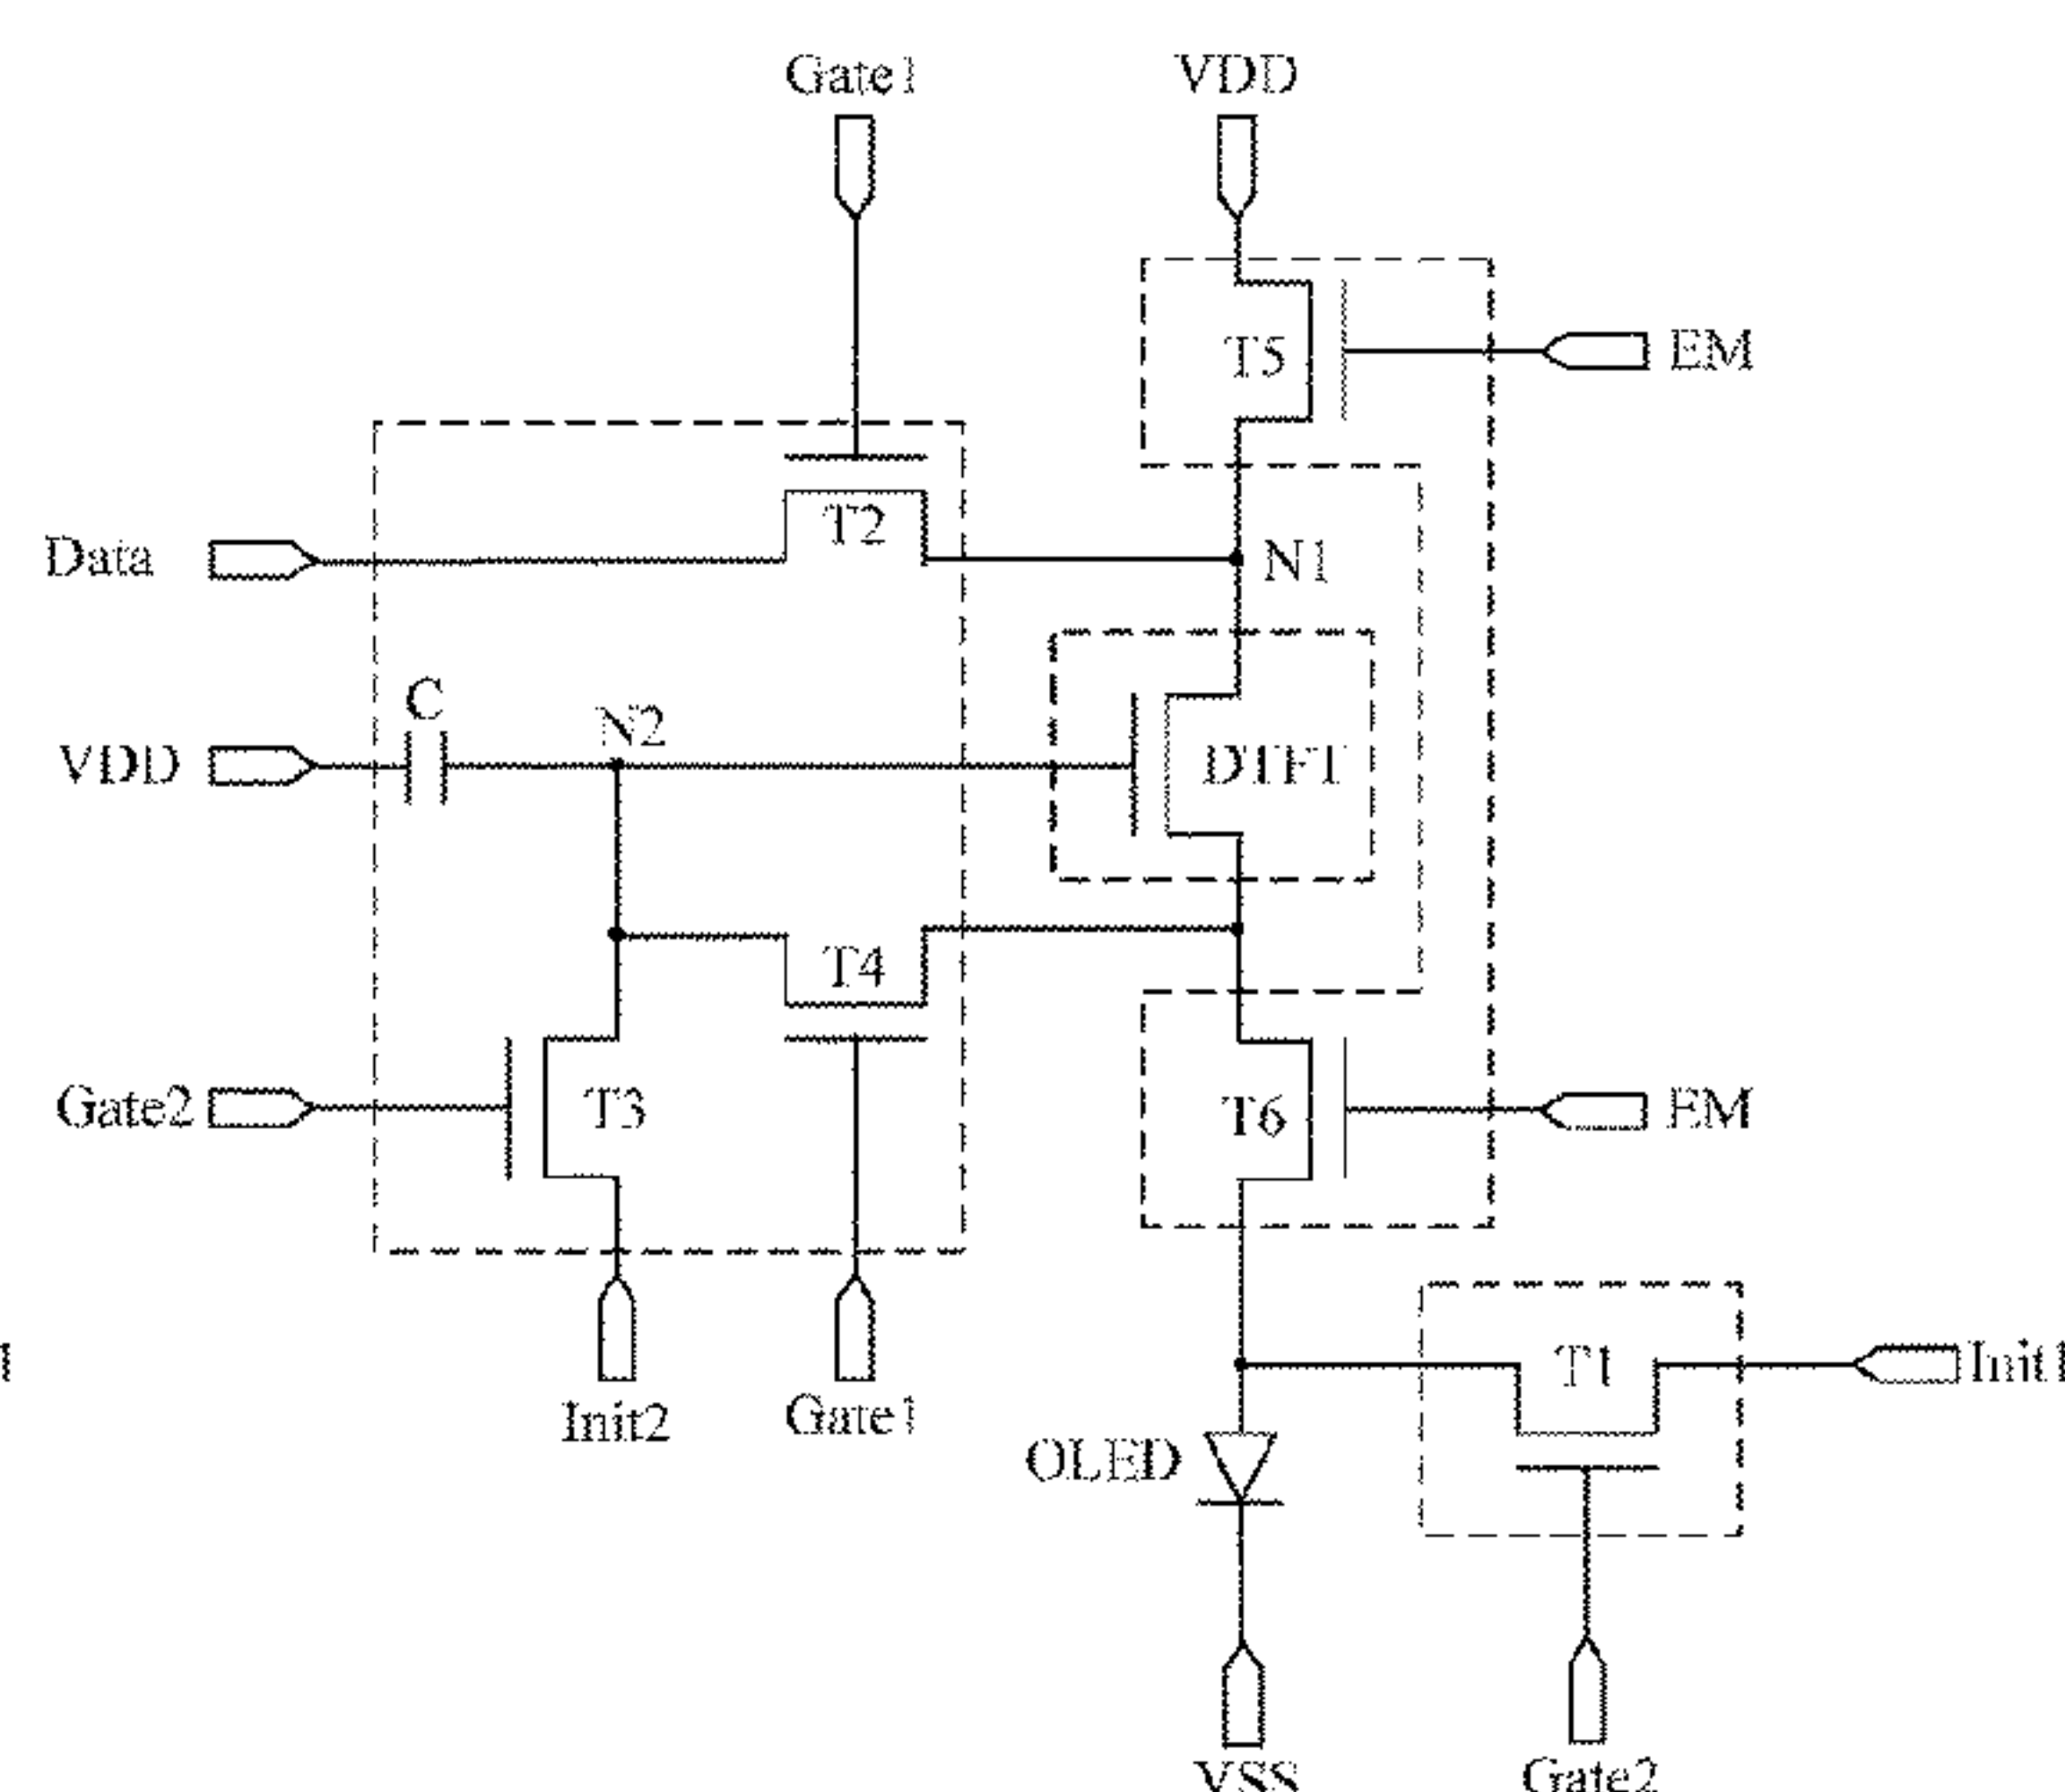 Gate1
VDD
T5
EM
T2
Data
N1
C
N2
VDD
DTFT
T4
Gate2
T3
T6
EM
T1
Init1
Init2
Gate1
OLED
VSS
Gate2